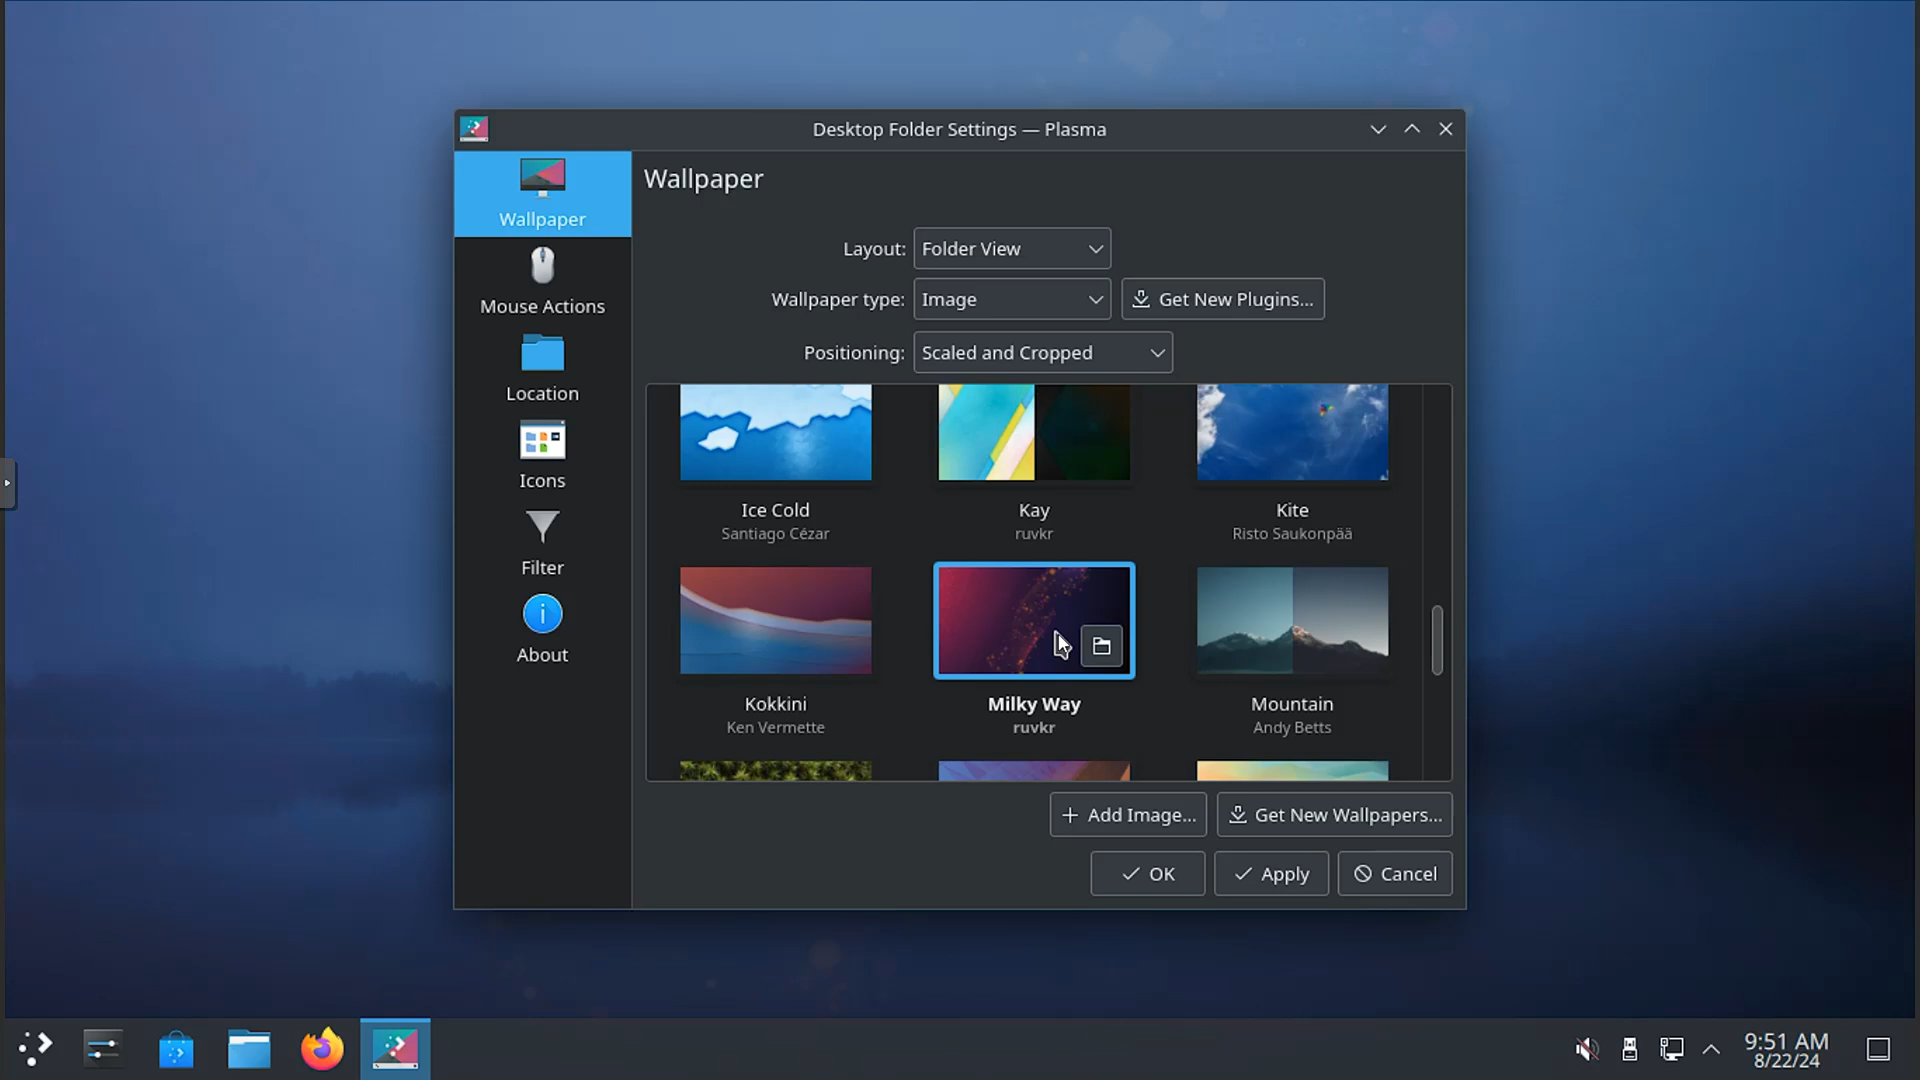 Desktop Folder Settings — Plasma
Wallpaper
Mouse Actions
Location
Icons
Filter
About
Wallpaper
Layout: Folder View
Wallpaper type: Image Get New Plugins...
Positioning: Scaled and Cropped
Ice Cold Kay Kite
Santiago Cézar ruvkr Risto Saukonpää
Kokkini Milky Way Mountain
Ken Vermette ruvkr Andy Betts
Add Image... Get New Wallpapers...
OK Apply Cancel
9:51 AM
8/22/24